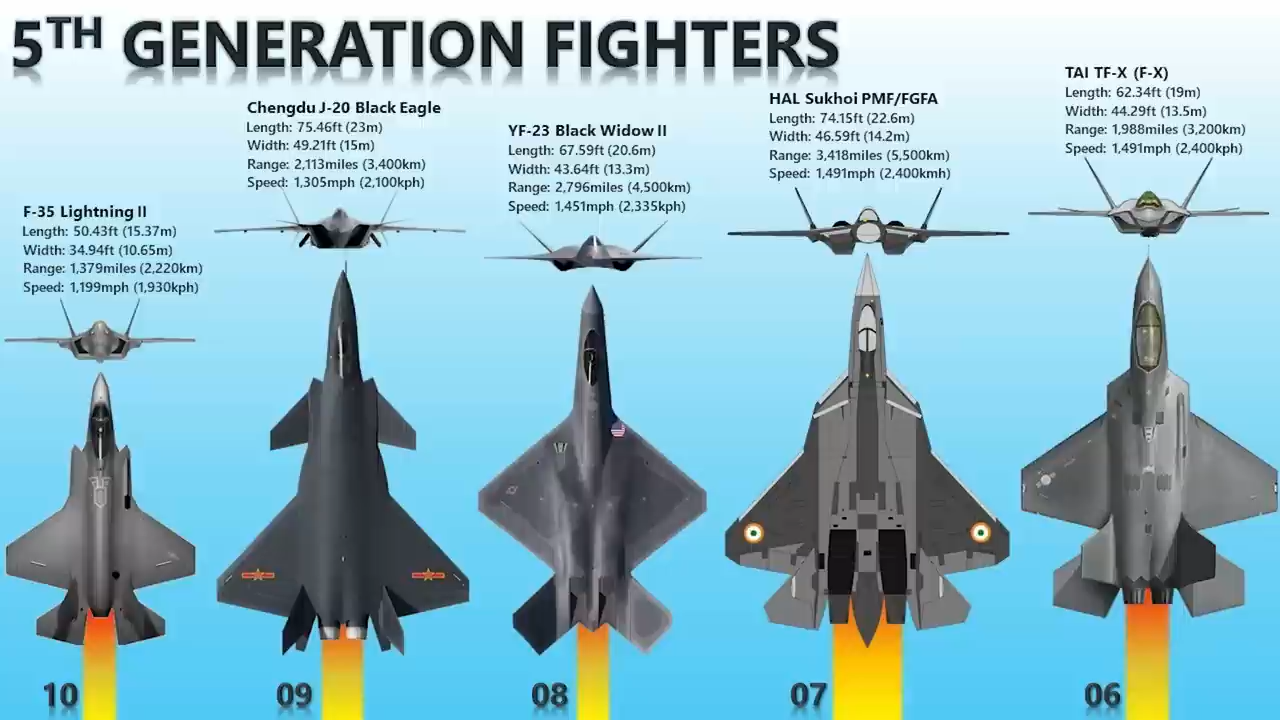 5TH GENERATION FIGHTERS
F-35 Lightning II
Length: 50.43ft (15.37m)
Width: 34.94ft (10.65m)
Range: 1,379miles (2,220km)
Speed: 1,199mph (1,930kph)
Chengdu J-20 Black Eagle
Length: 75.46ft (23m)
Width: 49.21ft (15m)
Range: 2,113miles (3,400km)
Speed: 1,305mph (2,100kph)
YF-23 Black Widow II
Length: 67.59ft (20.6m)
Width: 43.64ft (13.3m)
Range: 2,796miles (4,500km)
Speed: 1,451mph (2,335kph)
HAL Sukhoi PMF/FGFA
Length: 74.15ft (22.6m)
Width: 46.59ft (14.2m)
Range: 3,418miles (5,500km)
Speed: 1,491mph (2,400kmh)
TAI TF-X (F-X)
Length: 62.34ft (19m)
Width: 44.29ft (13.5m)
Range: 1,988miles (3,200km)
Speed: 1,491mph (2,400kph)
10
09
08
07
06